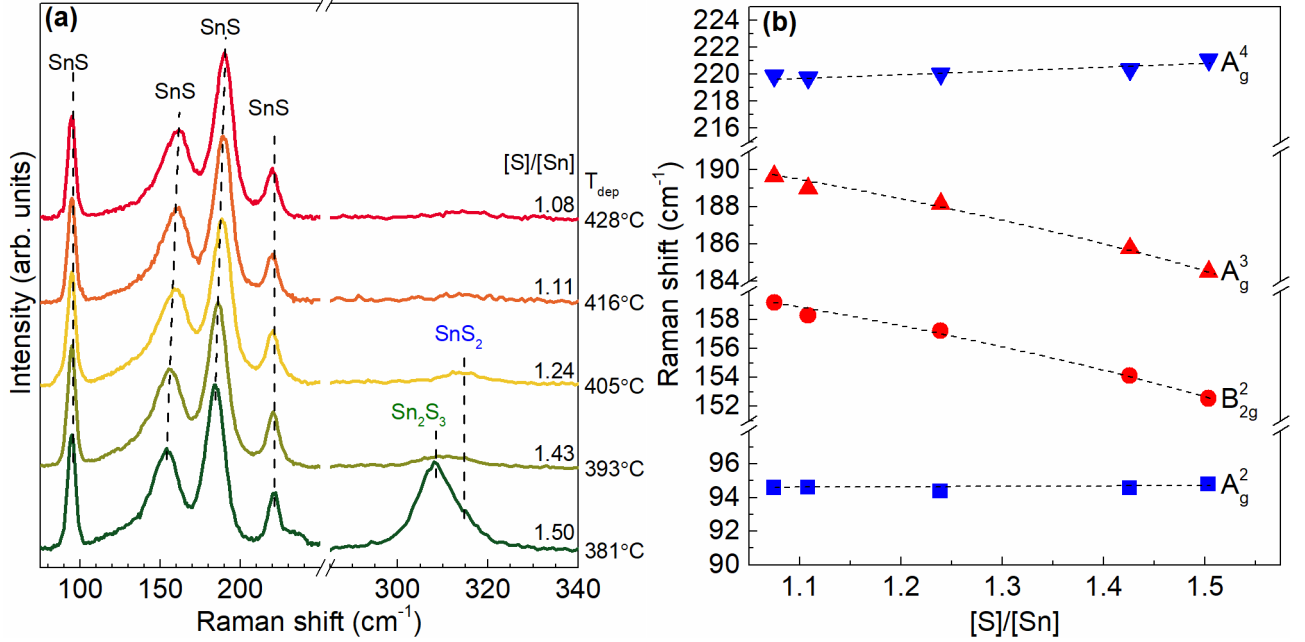 (a)
SnS
SnS
SnS
SnS
[S]/[Sn]
T_dep
1.08
428°C
1.11
416°C
SnS₂
1.24
405°C
Sn₂S₃
1.43
393°C
1.50
381°C
100 150 200 300 320 340
Raman shift (cm⁻¹)
Intensity (arb. units)
(b)
224
222
220
218
216
190
188
186
184
158
156
154
152
96
94
92
90
A_g^4
A_g^3
B_2g^2
A_g^2
1.1 1.2 1.3 1.4 1.5
[S]/[Sn]
Raman shift (cm⁻¹)